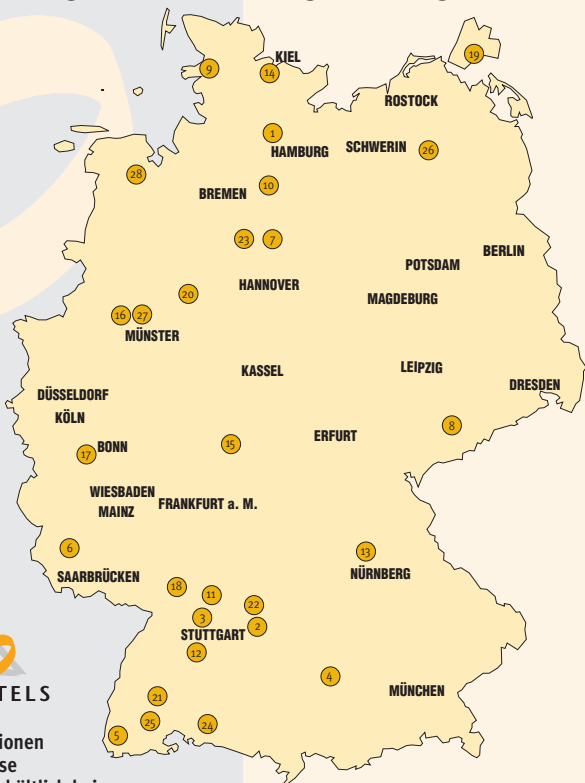 19
KIEL
9
14
ROSTOCK
1
HAMBURG
SCHWERIN
26
28
10
BREMEN
23
7
BERLIN
POTSDAM
HANNOVER
20
MAGDEBURG
16
27
MÜNSTER
KASSEL
LEIPZIG
DRESDEN
DÜSSELDORF
KÖLN
8
ERFURT
15
BONN
17
WIESBADEN
FRANKFURT a. M.
MAINZ
6
13
NÜRNBERG
SAARBRÜCKEN
18
11
22
3
2
STUTTGART
12
4
MÜNCHEN
21
TELS
25
24
5
ionen
se